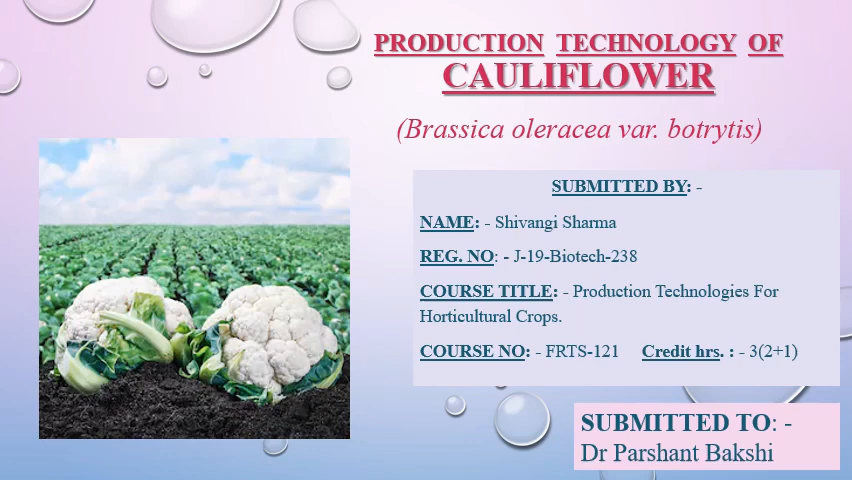 PRODUCTION TECHNOLOGY OF
CAULIFLOWER
(Brassica oleracea var. botrytis)
SUBMITTED BY: -
NAME: - Shivangi Sharma
REG. NO: - J-19-Biotech-238
COURSE TITLE: - Production Technologies For
Horticultural Crops.
COURSE NO: - FRTS-121 Credit hrs. : - 3(2+1)
SUBMITTED TO: -
Dr Parshant Bakshi